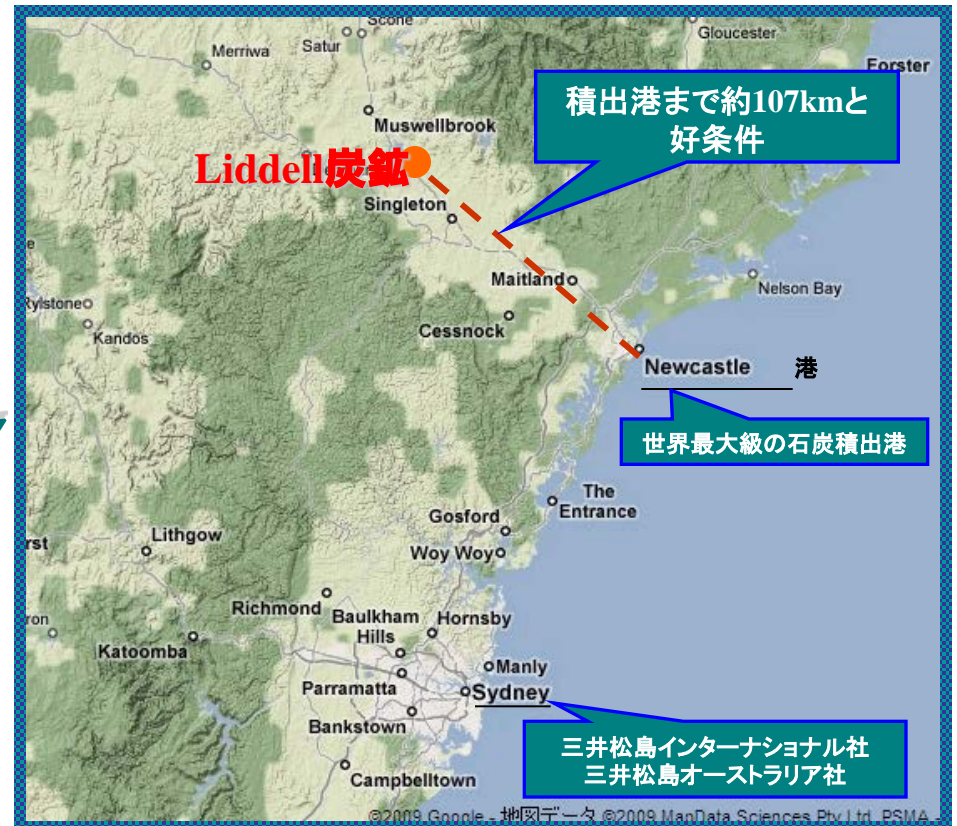 Scone
Gloucester
Merriwa
Satur
Forster
積出港まで約107kmと
好条件
Muswellbrook
Liddell炭鉱
Singleton
Maitland
Nelson Bay
Rylstone
Cessnock
Kandos
Newcastle 港
世界最大級の石炭積出港
The
Entrance
Gosford
Lithgow
rst
Woy Woy
Richmond
Baulkham
Hills
Hornsby
ron
Katoomba
Manly
Parramatta
Sydney
Bankstown
三井松島インターナショナル社
三井松島オーストラリア社
Campbelltown
©2009 Google - 地図データ ©2009 MapData Sciences Pty Ltd, PSMA -